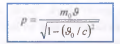 p = m₀ϑ / √(1−(ϑ₀/c)²)